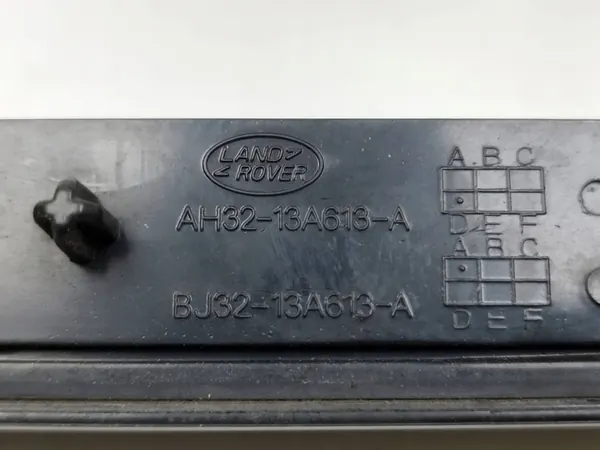 LAND
ROVER
AH32-13A613-A
BJ32-13A613-A
A B C
D E F
A B C
D E F